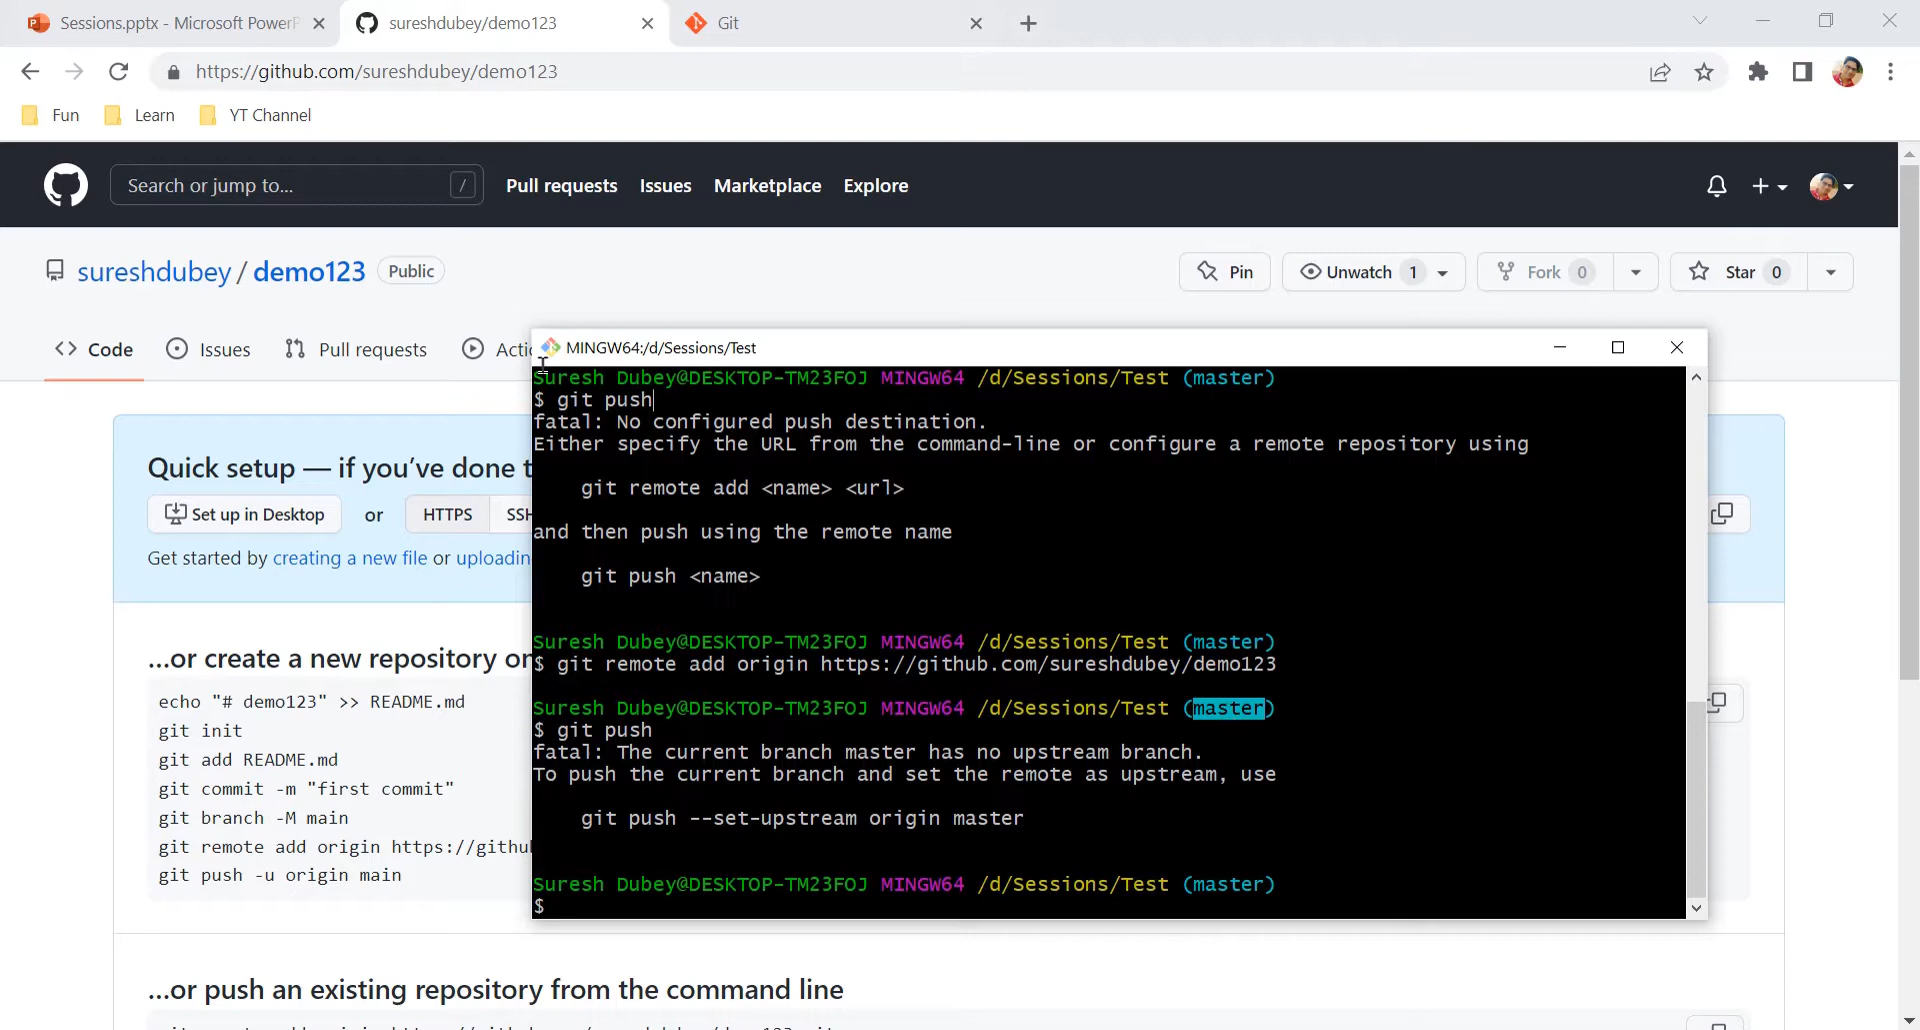 Sessions.pptx - Microsoft PowerP
sureshdubey/demo123
Git
https://github.com/sureshdubey/demo123
Fun
Learn
YT Channel
Search or jump to...
/
Pull requests
Issues
Marketplace
Explore
sureshdubey / demo123
Public
Pin
Unwatch 1
Fork 0
Star 0
Code
Issues
Pull requests
Actio
MINGW64:/d/Sessions/Test
Suresh Dubey@DESKTOP-TM23FOJ MINGW64 /d/Sessions/Test (master)
$ git push
fatal: No configured push destination.
Either specify the URL from the command-line or configure a remote repository using
git remote add <name> <url>
and then push using the remote name
git push <name>
Suresh Dubey@DESKTOP-TM23FOJ MINGW64 /d/Sessions/Test (master)
$ git remote add origin https://github.com/sureshdubey/demo123
Suresh Dubey@DESKTOP-TM23FOJ MINGW64 /d/Sessions/Test (master)
$ git push
fatal: The current branch master has no upstream branch.
To push the current branch and set the remote as upstream, use
git push --set-upstream origin master
Suresh Dubey@DESKTOP-TM23FOJ MINGW64 /d/Sessions/Test (master)
$
Quick setup — if you've done t
Set up in Desktop
or
HTTPS
SSH
Get started by creating a new file or uploadin
...or create a new repository on
echo "# demo123" >> README.md
git init
git add README.md
git commit -m "first commit"
git branch -M main
git remote add origin https://githu
git push -u origin main
...or push an existing repository from the command line